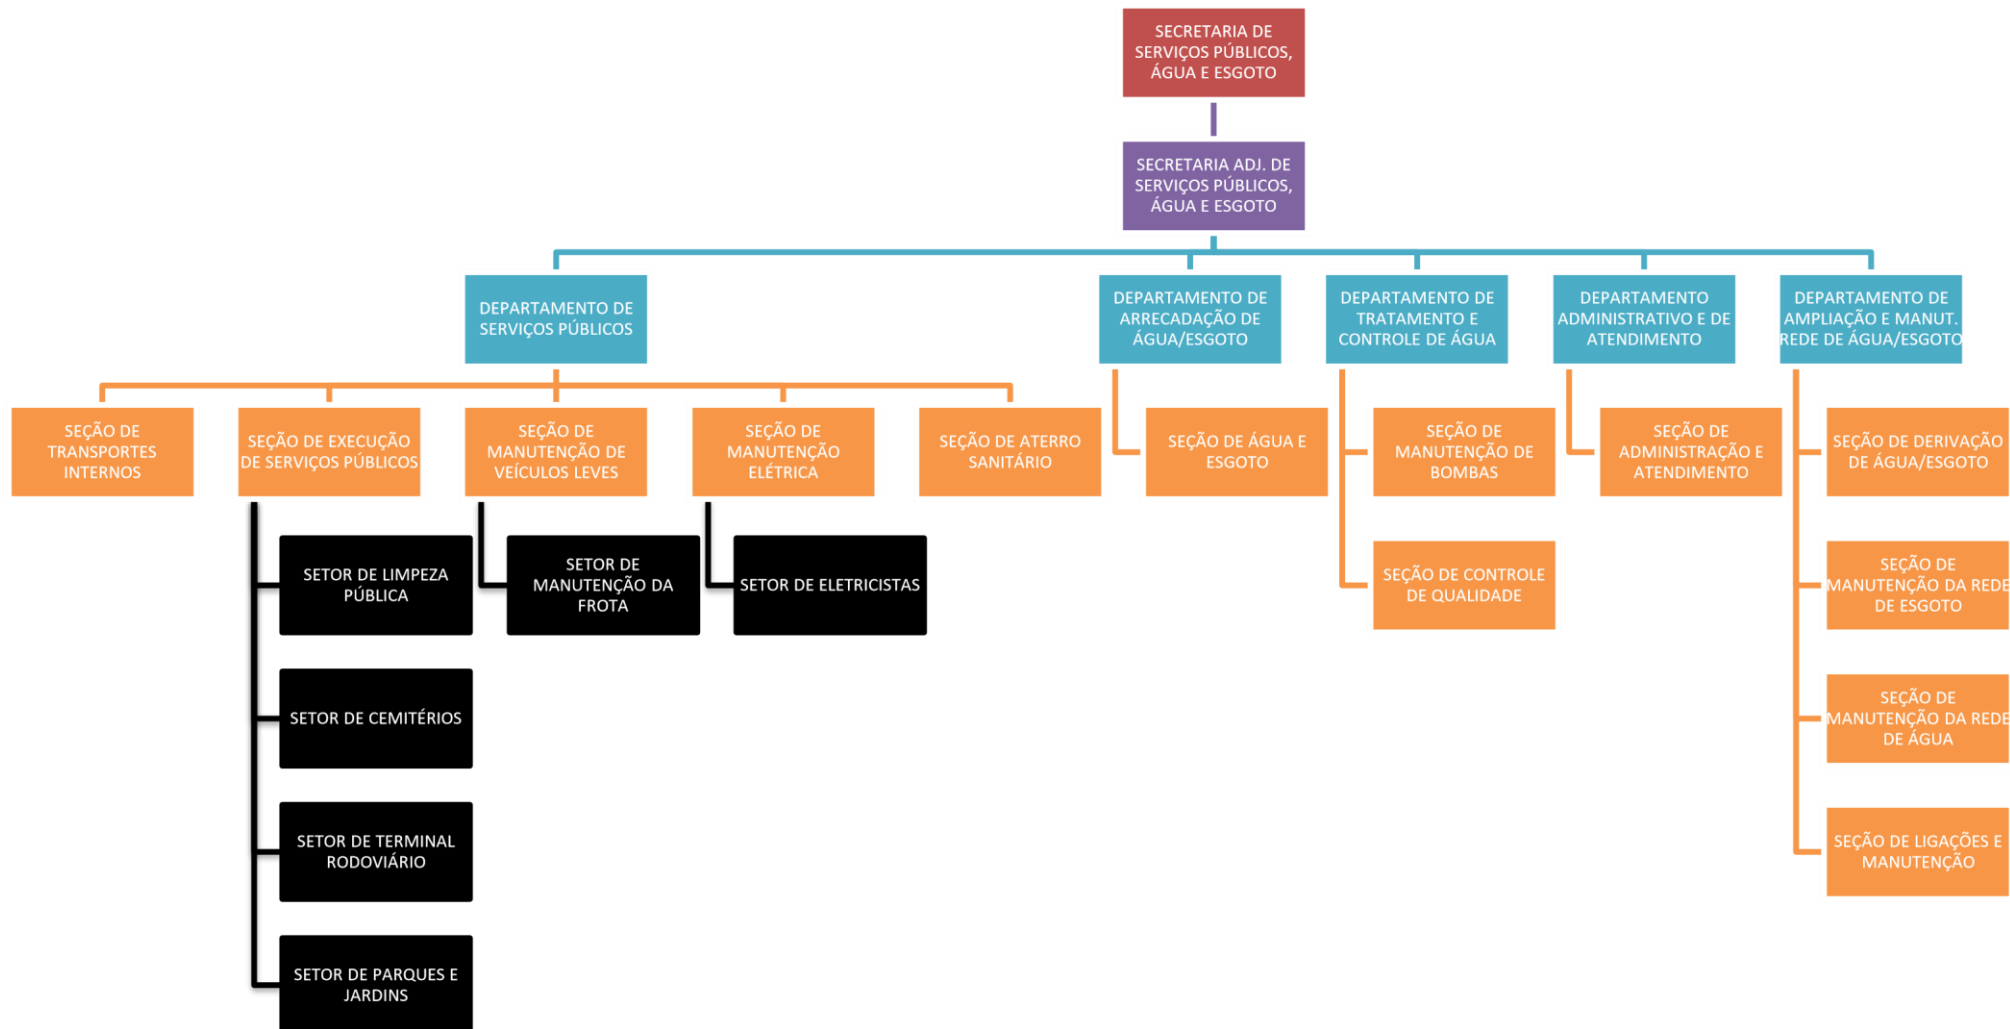 SECRETARIA DE
SERVIÇOS PÚBLICOS,
ÁGUA E ESGOTO
SECRETARIA ADJ. DE
SERVIÇOS PÚBLICOS,
ÁGUA E ESGOTO
DEPARTAMENTO DE
SERVIÇOS PÚBLICOS
DEPARTAMENTO DE
ARRECADAÇÃO DE
ÁGUA/ESGOTO
DEPARTAMENTO DE
TRATAMENTO E
CONTROLE DE ÁGUA
DEPARTAMENTO
ADMINISTRATIVO E DE
ATENDIMENTO
DEPARTAMENTO DE
AMPLIAÇÃO E MANUT.
REDE DE ÁGUA/ESGOTO
SEÇÃO DE
TRANSPORTES
INTERNOS
SEÇÃO DE EXECUÇÃO
DE SERVIÇOS PÚBLICOS
SEÇÃO DE
MANUTENÇÃO DE
VEÍCULOS LEVES
SEÇÃO DE
MANUTENÇÃO
ELÉTRICA
SEÇÃO DE ATERRO
SANITÁRIO
SEÇÃO DE ÁGUA E
ESGOTO
SEÇÃO DE
MANUTENÇÃO DE
BOMBAS
SEÇÃO DE
ADMINISTRAÇÃO E
ATENDIMENTO
SEÇÃO DE DERIVAÇÃO
DE ÁGUA/ESGOTO
SETOR DE LIMPEZA
PÚBLICA
SETOR DE
MANUTENÇÃO DA
FROTA
SETOR DE ELETRICISTAS
SEÇÃO DE CONTROLE
DE QUALIDADE
SEÇÃO DE
MANUTENÇÃO DA REDE
DE ESGOTO
SETOR DE CEMITÉRIOS
SEÇÃO DE
MANUTENÇÃO DA REDE
DE ÁGUA
SETOR DE TERMINAL
RODOVIÁRIO
SEÇÃO DE LIGAÇÕES E
MANUTENÇÃO
SETOR DE PARQUES E
JARDINS